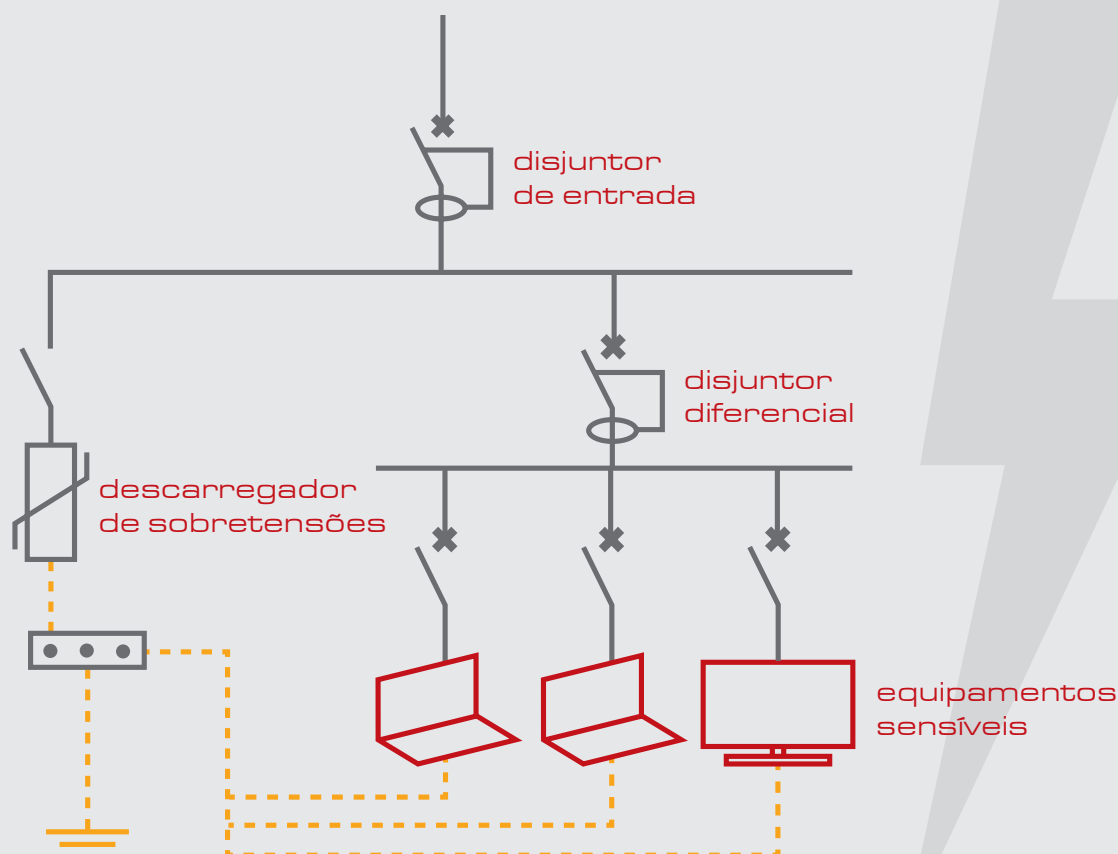 disjuntor
de entrada
disjuntor
diferencial
descarregador
de sobretensões
equipamentos
sensíveis